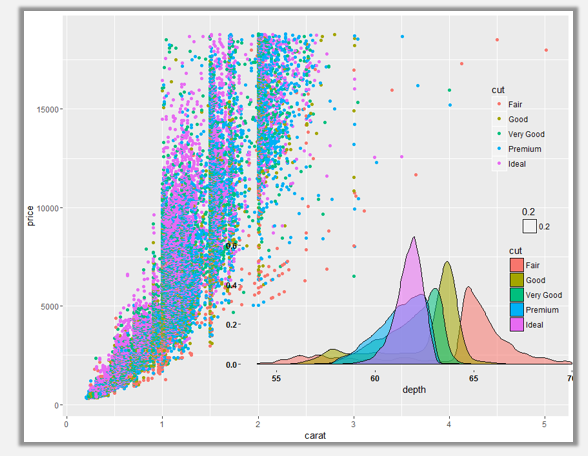 cut
Fair
Good
Very Good
Premium
Ideal
15000
10000
5000
0
price
0.2
0.2
cut
Fair
Good
Very Good
Premium
Ideal
0.6
0.4
0.2
0.0
55
60
65
depth
0
1
2
3
4
5
carat